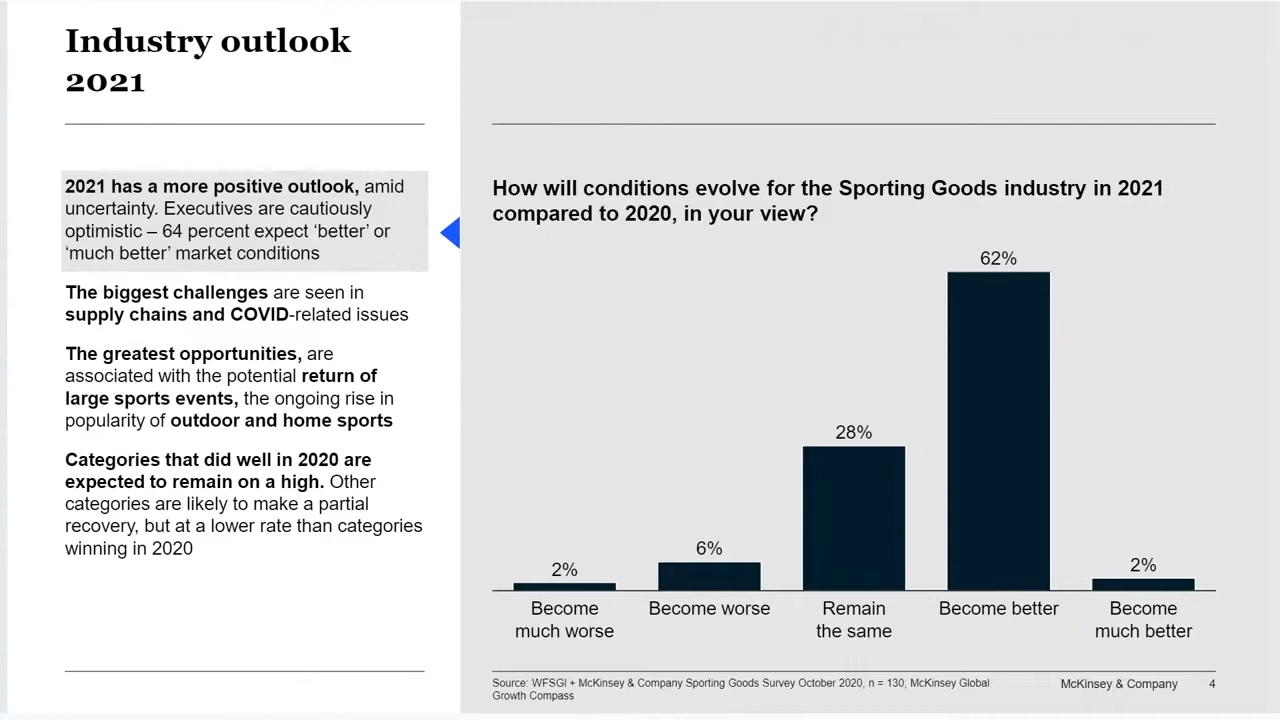 Industry outlook
2021
2021 has a more positive outlook, amid
uncertainty. Executives are cautiously
optimistic – 64 percent expect ‘better’ or
‘much better’ market conditions
The biggest challenges are seen in
supply chains and COVID-related issues
The greatest opportunities, are
associated with the potential return of
large sports events, the ongoing rise in
popularity of outdoor and home sports
Categories that did well in 2020 are
expected to remain on a high. Other
categories are likely to make a partial
recovery, but at a lower rate than categories
winning in 2020
How will conditions evolve for the Sporting Goods industry in 2021
compared to 2020, in your view?
2%
6%
28%
62%
2%
Become
much worse
Become worse
Remain
the same
Become better
Become
much better
Source: WFSGI + McKinsey & Company Sporting Goods Survey October 2020, n = 130; McKinsey Global
Growth Compass
McKinsey & Company
4